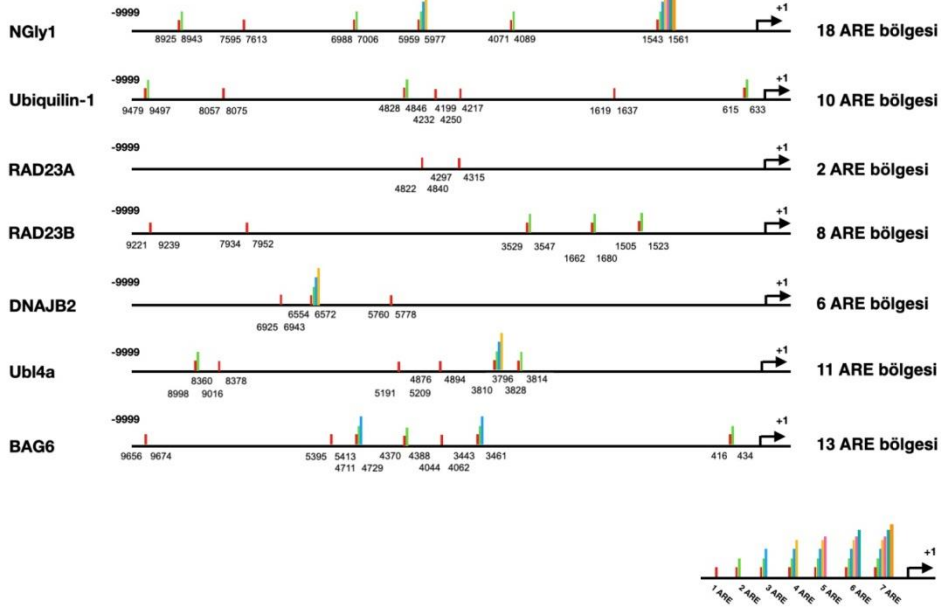 -9999
+1
NGly1
18 ARE bölgesi
8925 8943 7595 7613 6988 7006 5959 5977 4071 4089 1543 1561
-9999
+1
Ubiquilin-1
10 ARE bölgesi
9479 9497 8057 8075 4828 4846 4199 4217 1619 1637 615 633
4232 4250
-9999
+1
RAD23A
2 ARE bölgesi
4297 4315
4822 4840
-9999
+1
RAD23B
8 ARE bölgesi
9221 9239 7934 7952 3529 3547 1505 1523
1662 1680
-9999
+1
DNAJB2
6 ARE bölgesi
6554 6572 5760 5778
6925 6943
-9999
+1
Ubl4a
11 ARE bölgesi
8360 8378 4876 4894 3796 3814
8998 9016 5191 5209 3810 3828
-9999
+1
BAG6
13 ARE bölgesi
9656 9674 5395 5413 4370 4388 3443 3461 416 434
4711 4729 4044 4062
+1
1 ARE 2 ARE 3 ARE 4 ARE 5 ARE 6 ARE 7 ARE